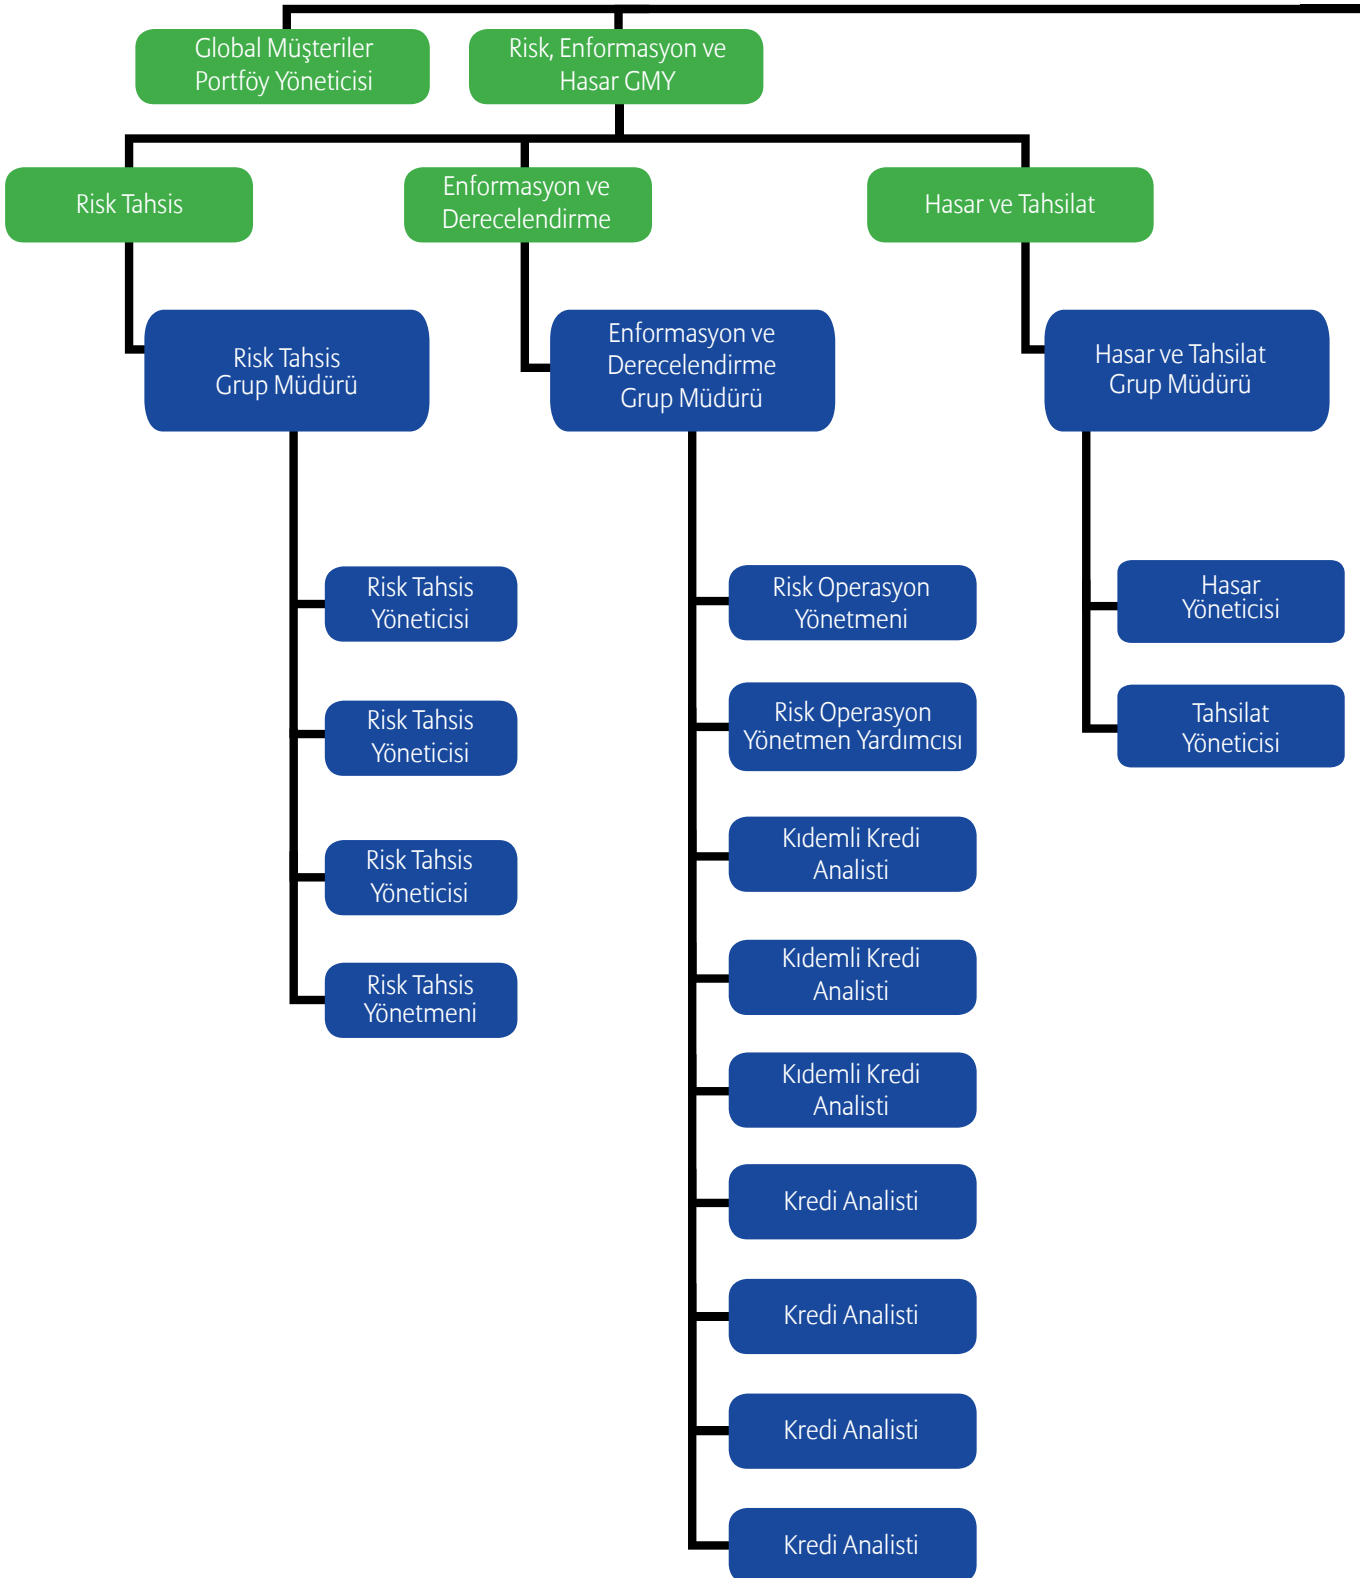 Global Müşteriler
Portföy Yöneticisi
Risk, Enformasyon ve
Hasar GMY
Risk Tahsis
Enformasyon ve
Derecelendirme
Hasar ve Tahsilat
Risk Tahsis
Grup Müdürü
Enformasyon ve
Derecelendirme
Grup Müdürü
Hasar ve Tahsilat
Grup Müdürü
Risk Tahsis
Yöneticisi
Risk Tahsis
Yöneticisi
Risk Tahsis
Yöneticisi
Risk Tahsis
Yönetmeni
Risk Operasyon
Yönetmeni
Risk Operasyon
Yönetmen Yardımcısı
Kıdemli Kredi
Analisti
Kıdemli Kredi
Analisti
Kıdemli Kredi
Analisti
Kredi Analisti
Kredi Analisti
Kredi Analisti
Kredi Analisti
Hasar
Yöneticisi
Tahsilat
Yöneticisi